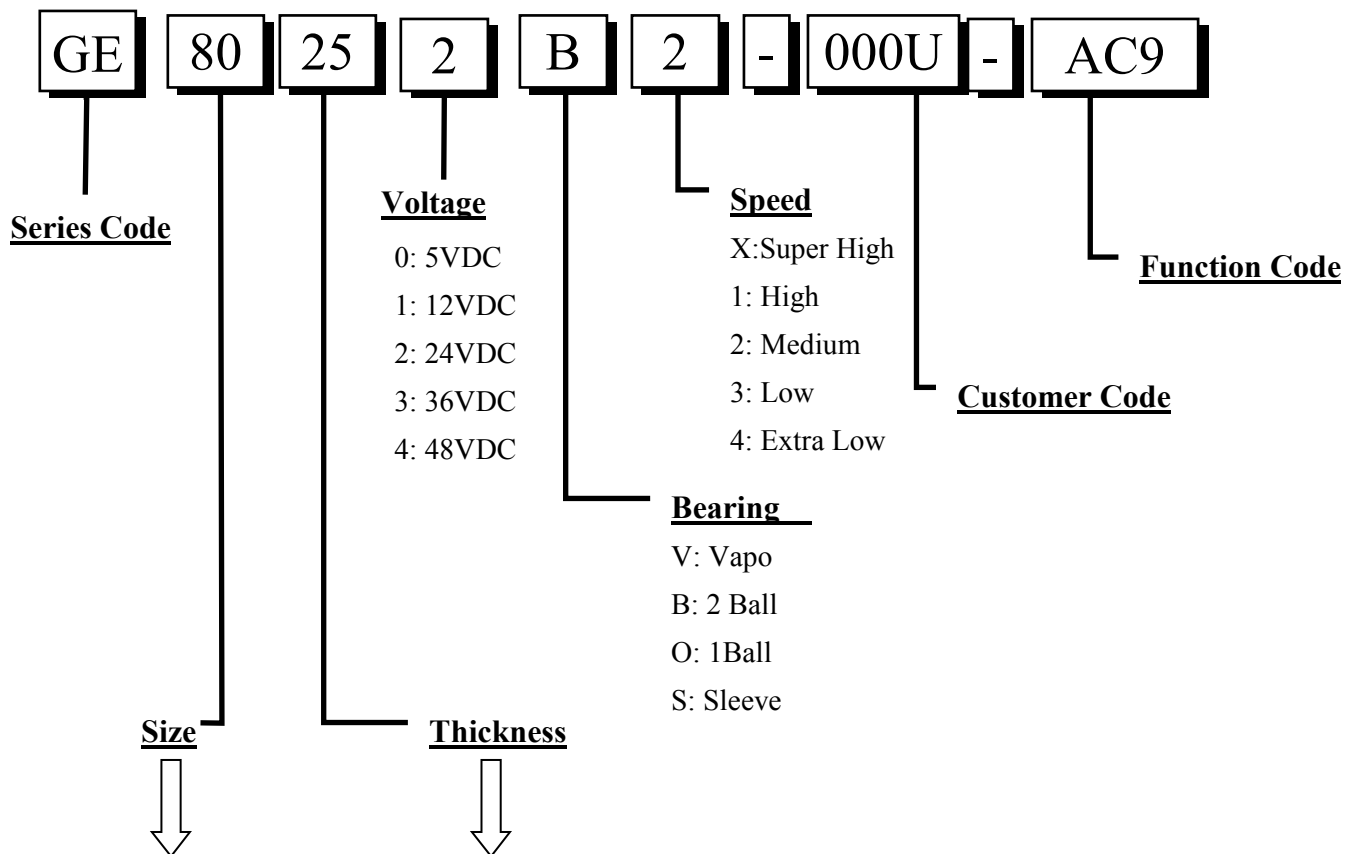 GE 80 25 2 B 2 - 000U - AC9
Series Code
Voltage
0: 5VDC
1: 12VDC
2: 24VDC
3: 36VDC
4: 48VDC
Speed
X:Super High
1: High
2: Medium
3: Low
4: Extra Low
Function Code
Customer Code
Bearing
V: Vapo
B: 2 Ball
O: 1Ball
S: Sleeve
Size
Thickness